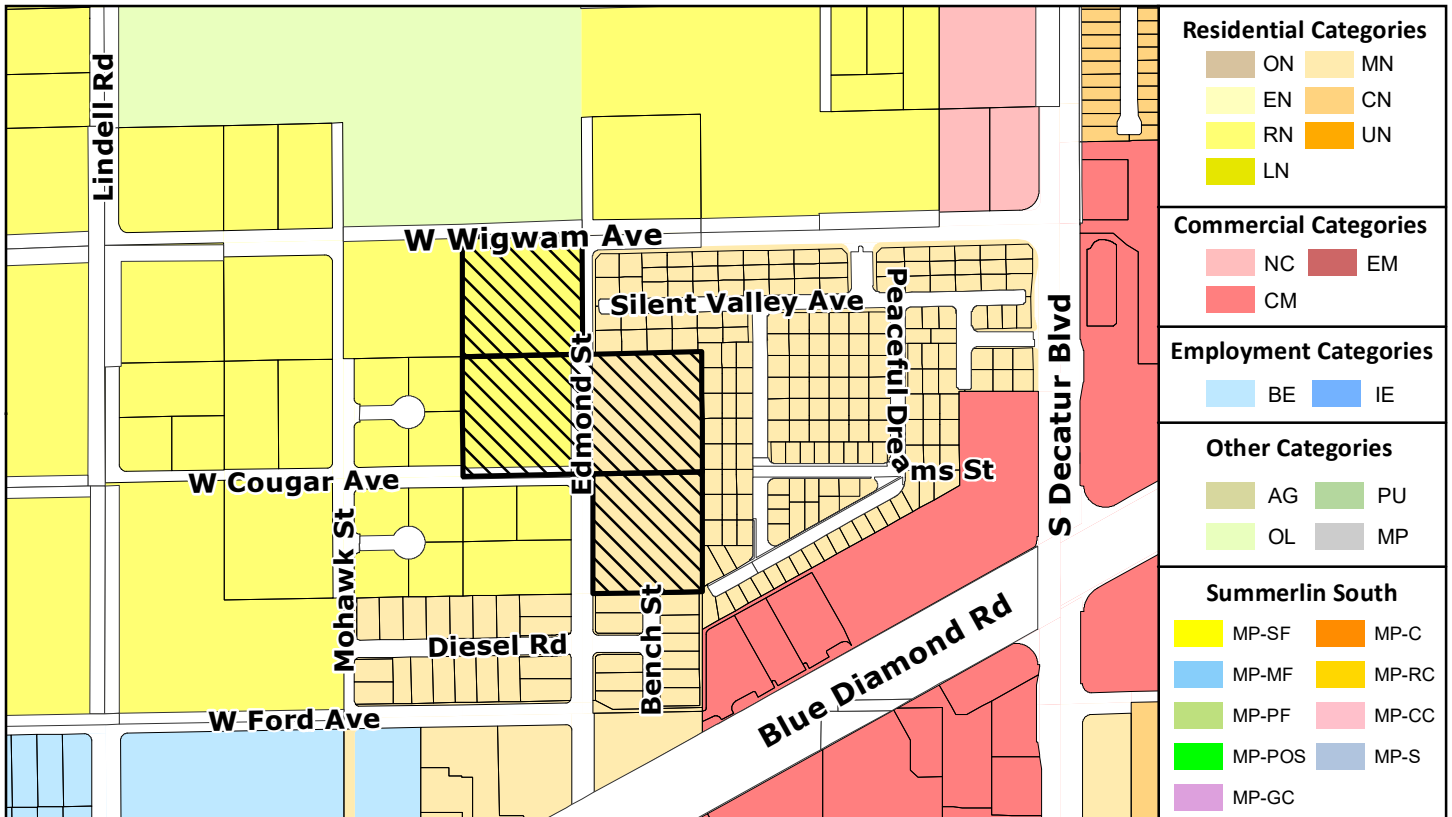 Lindell Rd
W Wigwam Ave
Silent Valley Ave
Peaceful Dreams St
Edmond St
S Decatur Blvd
W Cougar Ave
Mohawk St
Diesel Rd
Bench St
Blue Diamond Rd
W Ford Ave
Residential Categories
ON MN
EN CN
RN UN
LN
Commercial Categories
NC EM
CM
Employment Categories
BE IE
Other Categories
AG PU
OL MP
Summerlin South
MP-SF MP-C
MP-MF MP-RC
MP-PF MP-CC
MP-POS MP-S
MP-GC